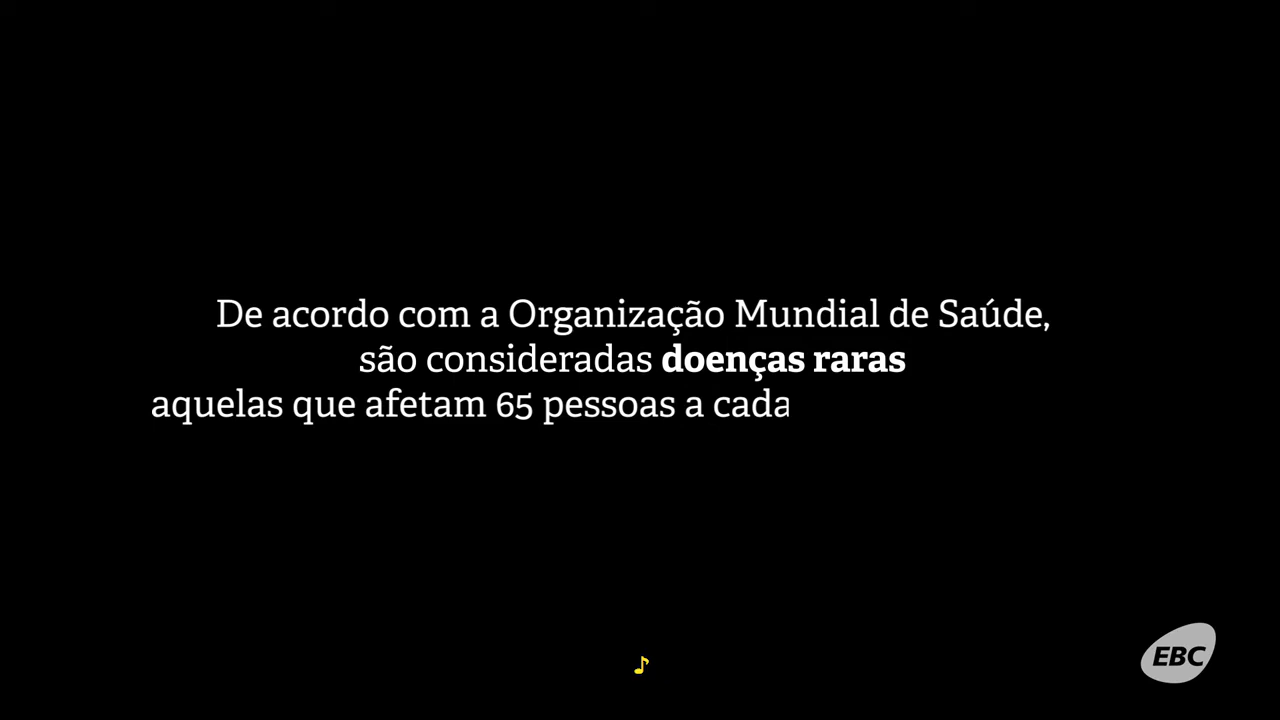 De acordo com a Organização Mundial de Saúde,
são consideradas doenças raras
aquelas que afetam 65 pessoas a cada
♪
EBC